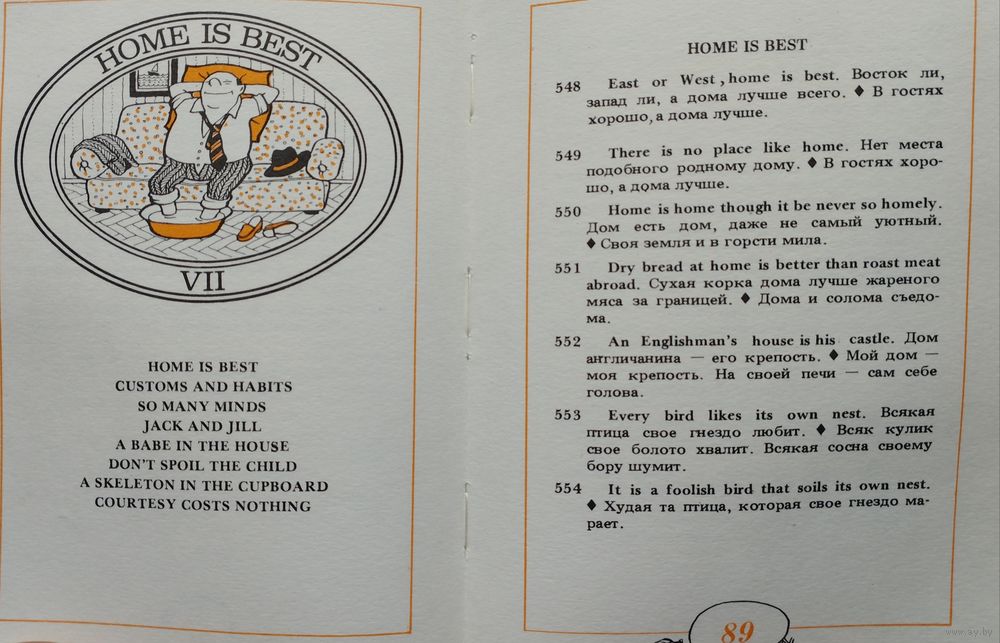 HOME IS BEST
VII
HOME IS BEST
CUSTOMS AND HABITS
SO MANY MINDS
JACK AND JILL
A BABE IN THE HOUSE
DON'T SPOIL THE CHILD
A SKELETON IN THE CUPBOARD
COURTESY COSTS NOTHING
HOME IS BEST
548 East or West , home is best. Восток ли,
запад ли, а дома лучше всего. ♦ В гостях
хорошо, а дома лучше.
549 There is no place like home. Нет места
подобного родному дому. ♦ В гостях хоро-
шо, а дома лучше.
550 Home is home though it be never so homely.
Дом есть дом, даже не самый уютный.
♦ Своя земля и в горсти мила.
551 Dry bread at home is better than roast meat
abroad. Сухая корка дома лучше жареного
мяса за границей. ♦ Дома и солома съедо-
ма.
552 An Englishman's house is his castle. Дом
англичанина — его крепость. ♦ Мой дом —
моя крепость. На своей печи — сам себе
голова.
553 Every bird likes its own nest. Всякая
птица свое гнездо любит. ♦ Всяк кулик
свое болото хвалит. Всякая сосна своему
бору шумит.
554 It is a foolish bird that soils its own nest.
♦ Худая та птица, которая свое гнездо ма-
рает.
89
www.ay.by